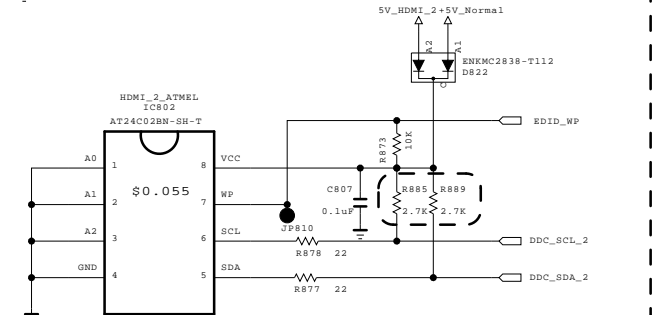 5V_HDMI_2 +5V_Normal
A2
A1
ENKMC2838-T112
D822
HDMI_2_ATMEL
IC802
AT24C02BN-SH-T
EDID_WP
R873
10K
A0
1
8
VCC
$0.055
C807
0.1uF
R885
R889
2.7K
2.7K
A1
2
7
WP
JP810
A2
3
6
SCL
R878
22
DDC_SCL_2
GND
4
5
SDA
R877
22
DDC_SDA_2